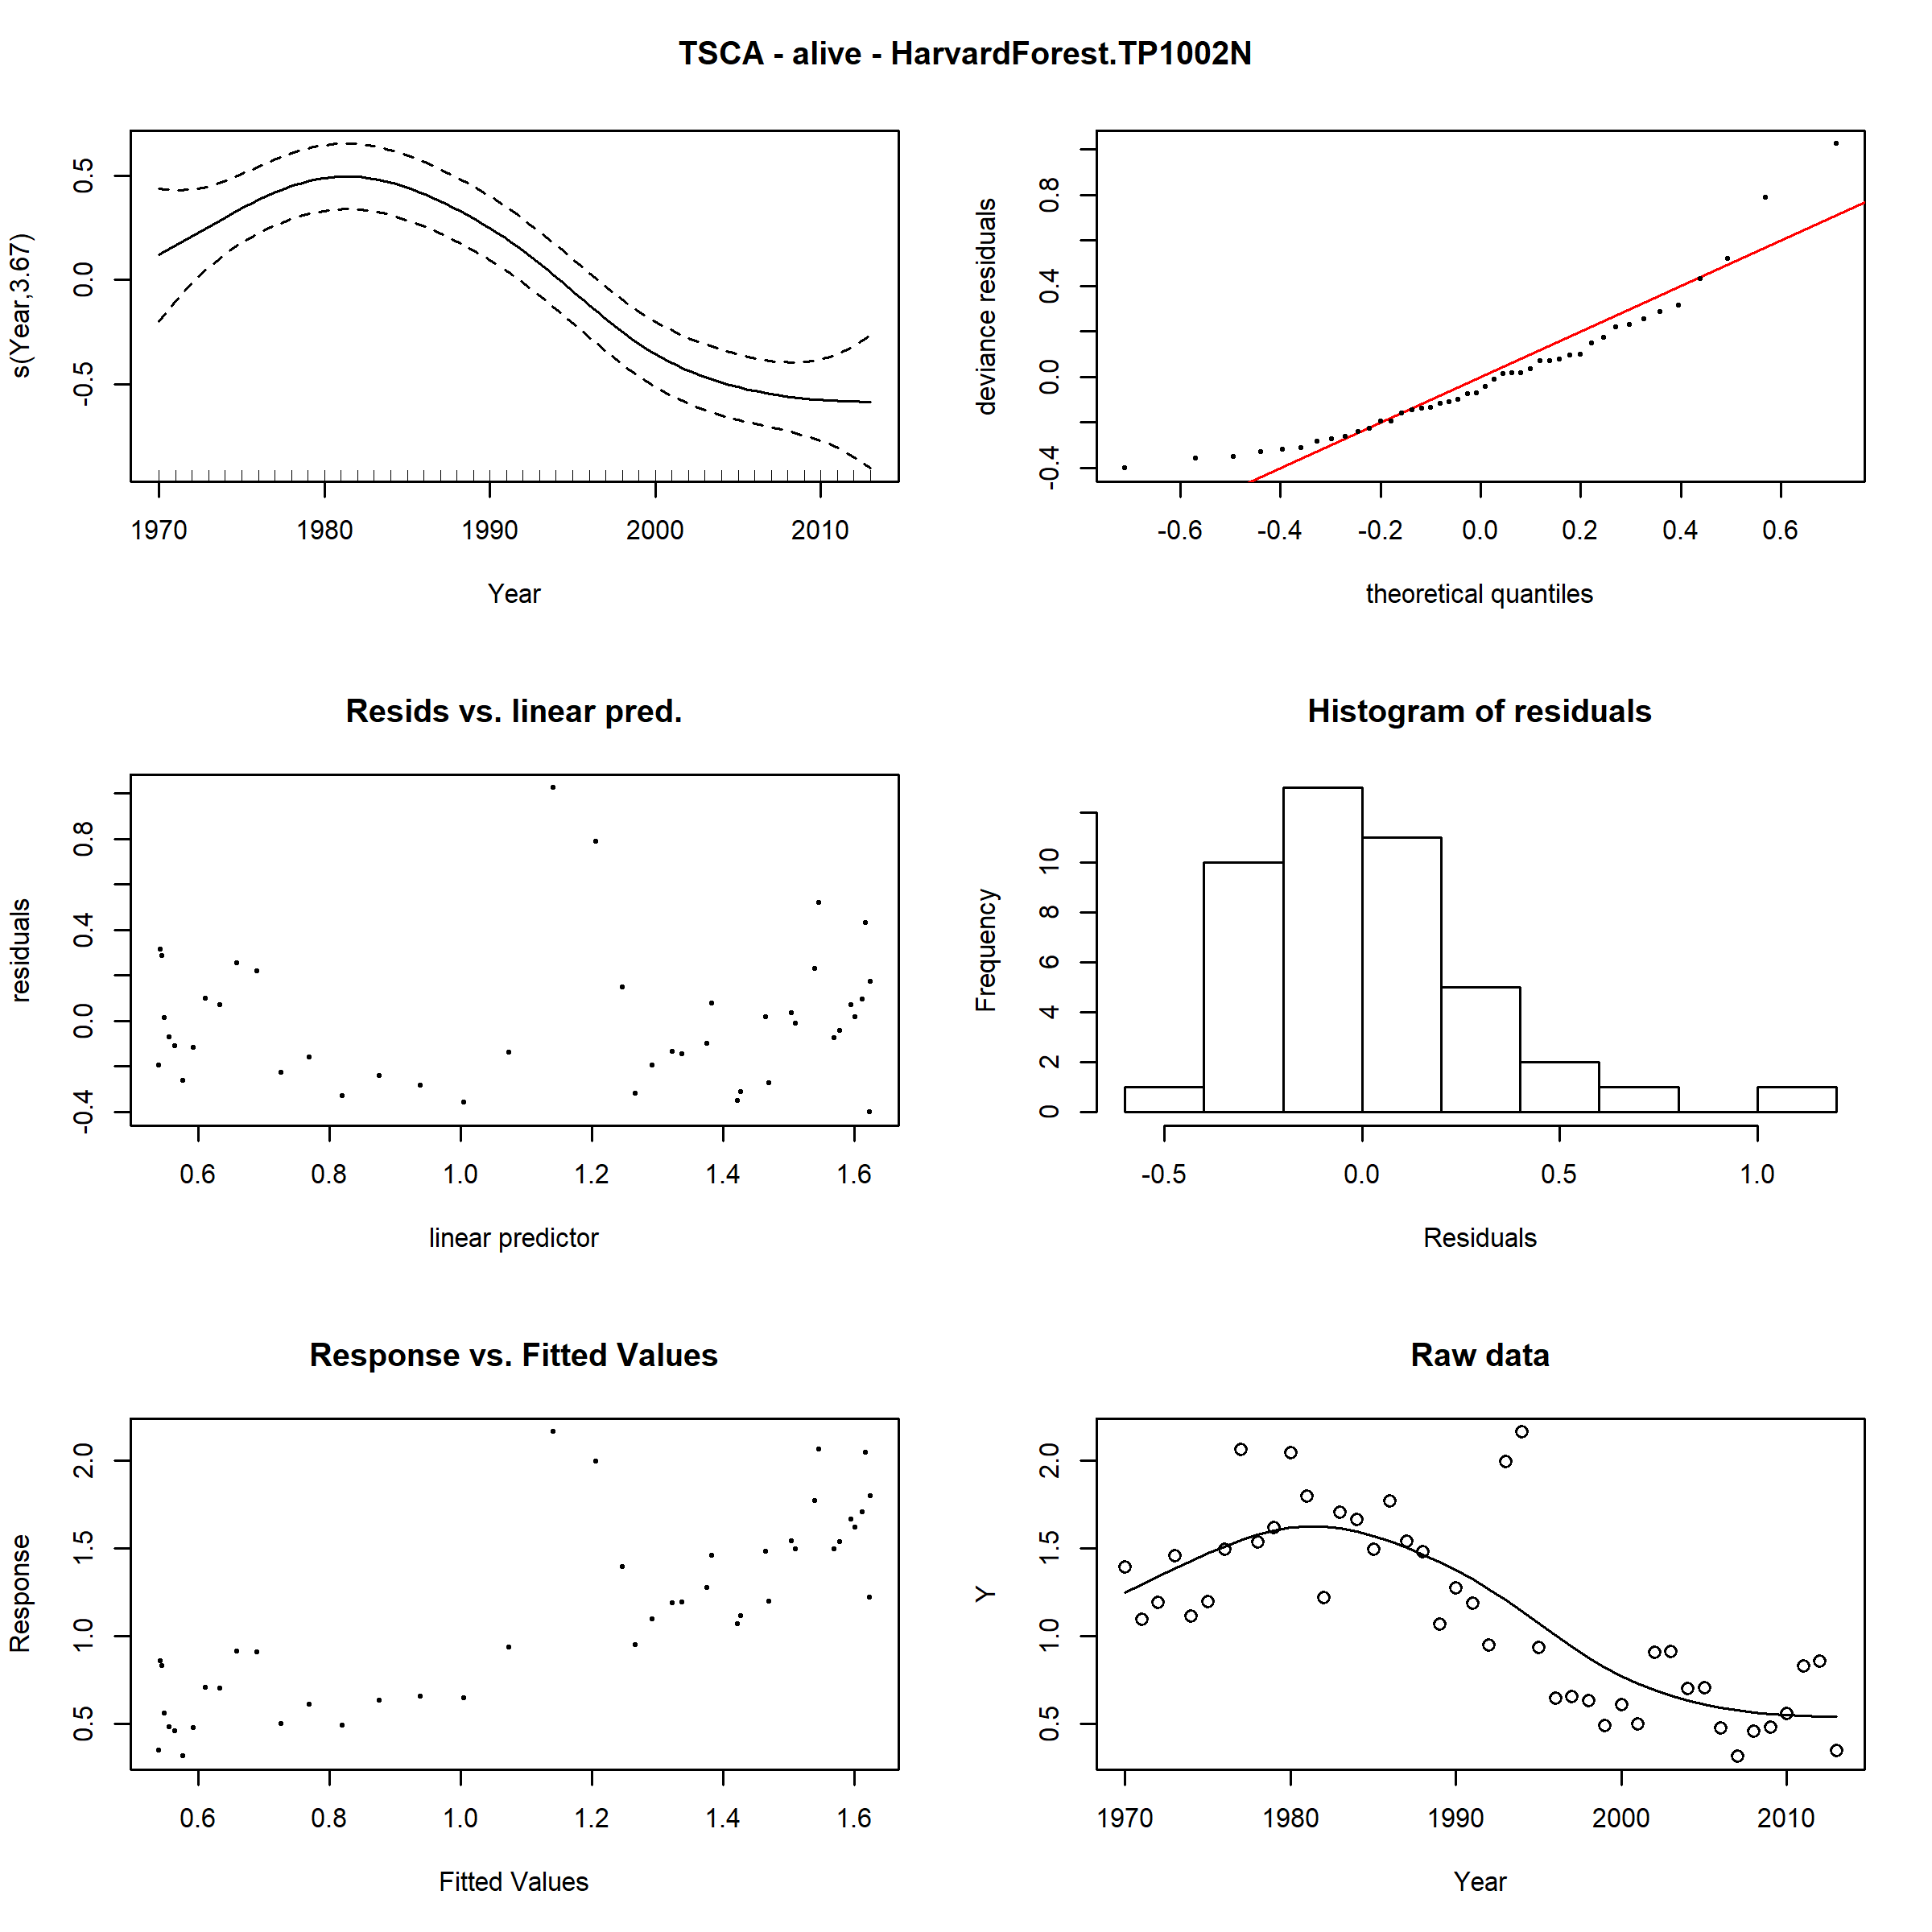 TSCA - alive - HarvardForest.TP1002N
s(Year,3.67)
0.5
0.0
-0.5
1970 1980 1990 2000 2010
Year
deviance residuals
0.8
0.4
0.0
-0.4
-0.6 -0.4 -0.2 0.0 0.2 0.4 0.6
theoretical quantiles
Resids vs. linear pred.
residuals
0.8
0.4
0.0
-0.4
0.6 0.8 1.0 1.2 1.4 1.6
linear predictor
Histogram of residuals
Frequency
10
8
6
4
2
0
-0.5 0.0 0.5 1.0
Residuals
Response vs. Fitted Values
Response
2.0
1.5
1.0
0.5
0.6 0.8 1.0 1.2 1.4 1.6
Fitted Values
Raw data
Y
2.0
1.5
1.0
0.5
1970 1980 1990 2000 2010
Year